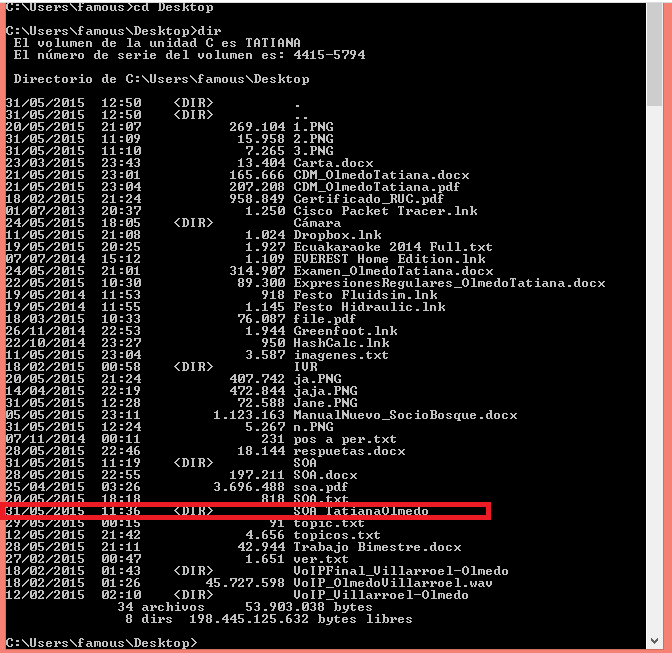 C:\Users\famous>cd Desktop
C:\Users\famous\Desktop>dir
El volumen de la unidad C es TATIANA
El número de serie del volumen es: 4415-5794
Directorio de C:\Users\famous\Desktop
31/05/2015 12:50 <DIR> .
31/05/2015 12:50 <DIR> ..
20/05/2015 21:07 269.104 1.PNG
31/05/2015 11:09 15.958 2.PNG
31/05/2015 11:10 7.265 3.PNG
23/03/2015 23:43 13.404 Carta.docx
21/05/2015 23:01 165.666 CDM_OlmedoTatiana.docx
21/05/2015 23:04 207.208 CDM_OlmedoTatiana.pdf
18/02/2015 21:24 958.849 Certificado_RUC.pdf
01/07/2013 20:37 1.250 Cisco Packet Tracer.lnk
24/05/2015 18:05 <DIR> Cámara
11/05/2015 21:08 1.024 Dropbox.lnk
19/05/2015 20:25 1.927 Ecuakaraoke 2014 Full.txt
07/07/2014 15:12 1.109 EVEREST Home Edition.lnk
24/05/2015 21:01 314.907 Examen_OlmedoTatiana.docx
22/05/2015 10:30 89.300 ExpresionesRegulares_OlmedoTatiana.docx
19/05/2014 11:53 918 Festo Fluidsim.lnk
19/05/2014 11:55 1.145 Festo Hidraulic.lnk
18/03/2015 10:33 76.087 file.pdf
26/11/2014 22:53 1.944 Greenfoot.lnk
22/10/2014 23:27 950 HashCalc.lnk
11/05/2015 23:04 3.587 imagenes.txt
18/02/2015 00:58 <DIR> IVR
20/05/2015 21:24 407.742 ja.PNG
14/04/2015 22:19 472.844 jaja.PNG
31/05/2015 12:28 72.588 Jane.PNG
05/05/2015 23:11 1.123.163 ManualNuevo_SocioBosque.docx
31/05/2015 12:24 5.267 n.PNG
07/11/2014 00:11 231 pos a per.txt
28/05/2015 22:46 18.144 respuetas.docx
31/05/2015 11:19 <DIR> SOA
28/05/2015 22:55 197.211 SOA.docx
25/04/2015 03:26 3.696.488 soa.pdf
20/05/2015 18:18 818 SOA.txt
31/05/2015 11:36 <DIR> SOA_TatianaOlmedo
29/05/2015 00:15 91 topic.txt
12/05/2015 21:42 4.656 topicos.txt
28/05/2015 21:11 42.944 Trabajo Bimestre.docx
27/02/2015 00:47 1.651 ver.txt
18/02/2015 01:43 <DIR> VoIPFinal_Villarroel-Olmedo
18/02/2015 01:26 45.727.598 VoIP_OlmedoVillarroel.wav
12/02/2015 02:10 <DIR> VoIP_Villarroel-Olmedo
34 archivos 53.903.038 bytes
8 dirs 198.445.125.632 bytes libres
C:\Users\famous\Desktop>